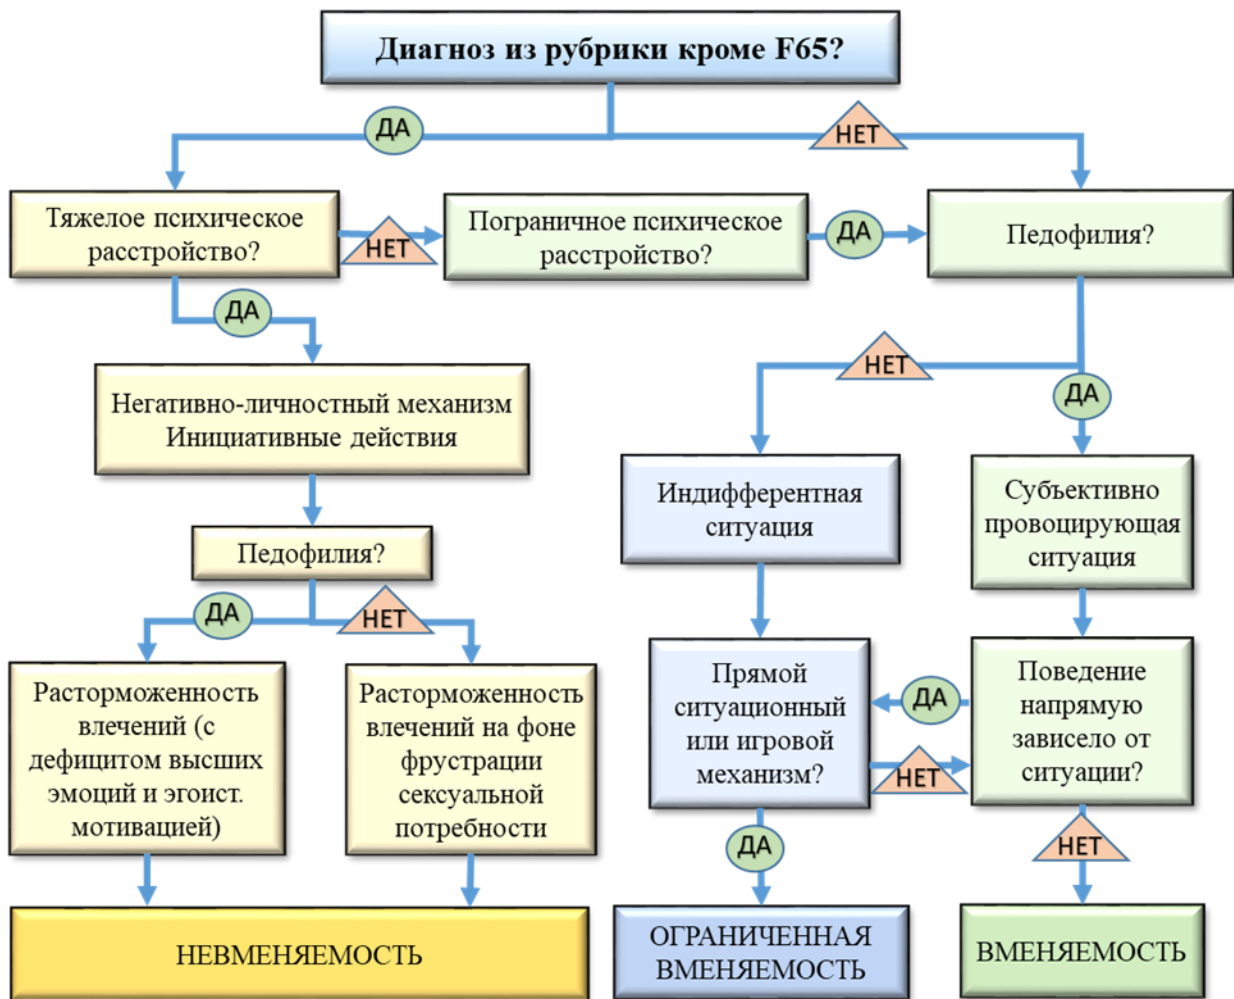 Диагноз из рубрики кроме F65?
ДА
НЕТ
Тяжелое психическое
расстройство?
НЕТ
Пограничное психическое
расстройство?
ДА
Педофилия?
ДА
НЕТ
ДА
Негативно-личностный механизм
Инициативные действия
Индифферентная
ситуация
Субъективно
провоцирующая
ситуация
Педофилия?
ДА
НЕТ
Расторможенность
влечений (с
дефицитом высших
эмоций и эгоист.
мотивацией)
Расторможенность
влечений на фоне
фрустрации
сексуальной
потребности
Прямой
ситуационный
или игровой
механизм?
ДА
НЕТ
Поведение
напрямую
зависело от
ситуации?
ДА
НЕТ
НЕВМЕНЯЕМОСТЬ
ОГРАНИЧЕННАЯ
ВМЕНЯЕМОСТЬ
ВМЕНЯЕМОСТЬ